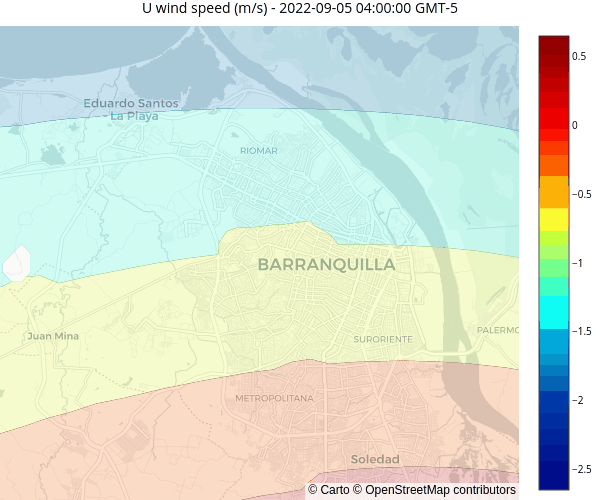 U wind speed (m/s) - 2022-09-05 04:00:00 GMT-5
Eduardo Santos
La Playa
RIOMAR
BARRANQUILLA
Juan Mina
SURORIENTE
PALERMO
METROPOLITANA
Soledad
© Carto © OpenStreetMap contributors
0.5
0
−0.5
−1
−1.5
−2
−2.5